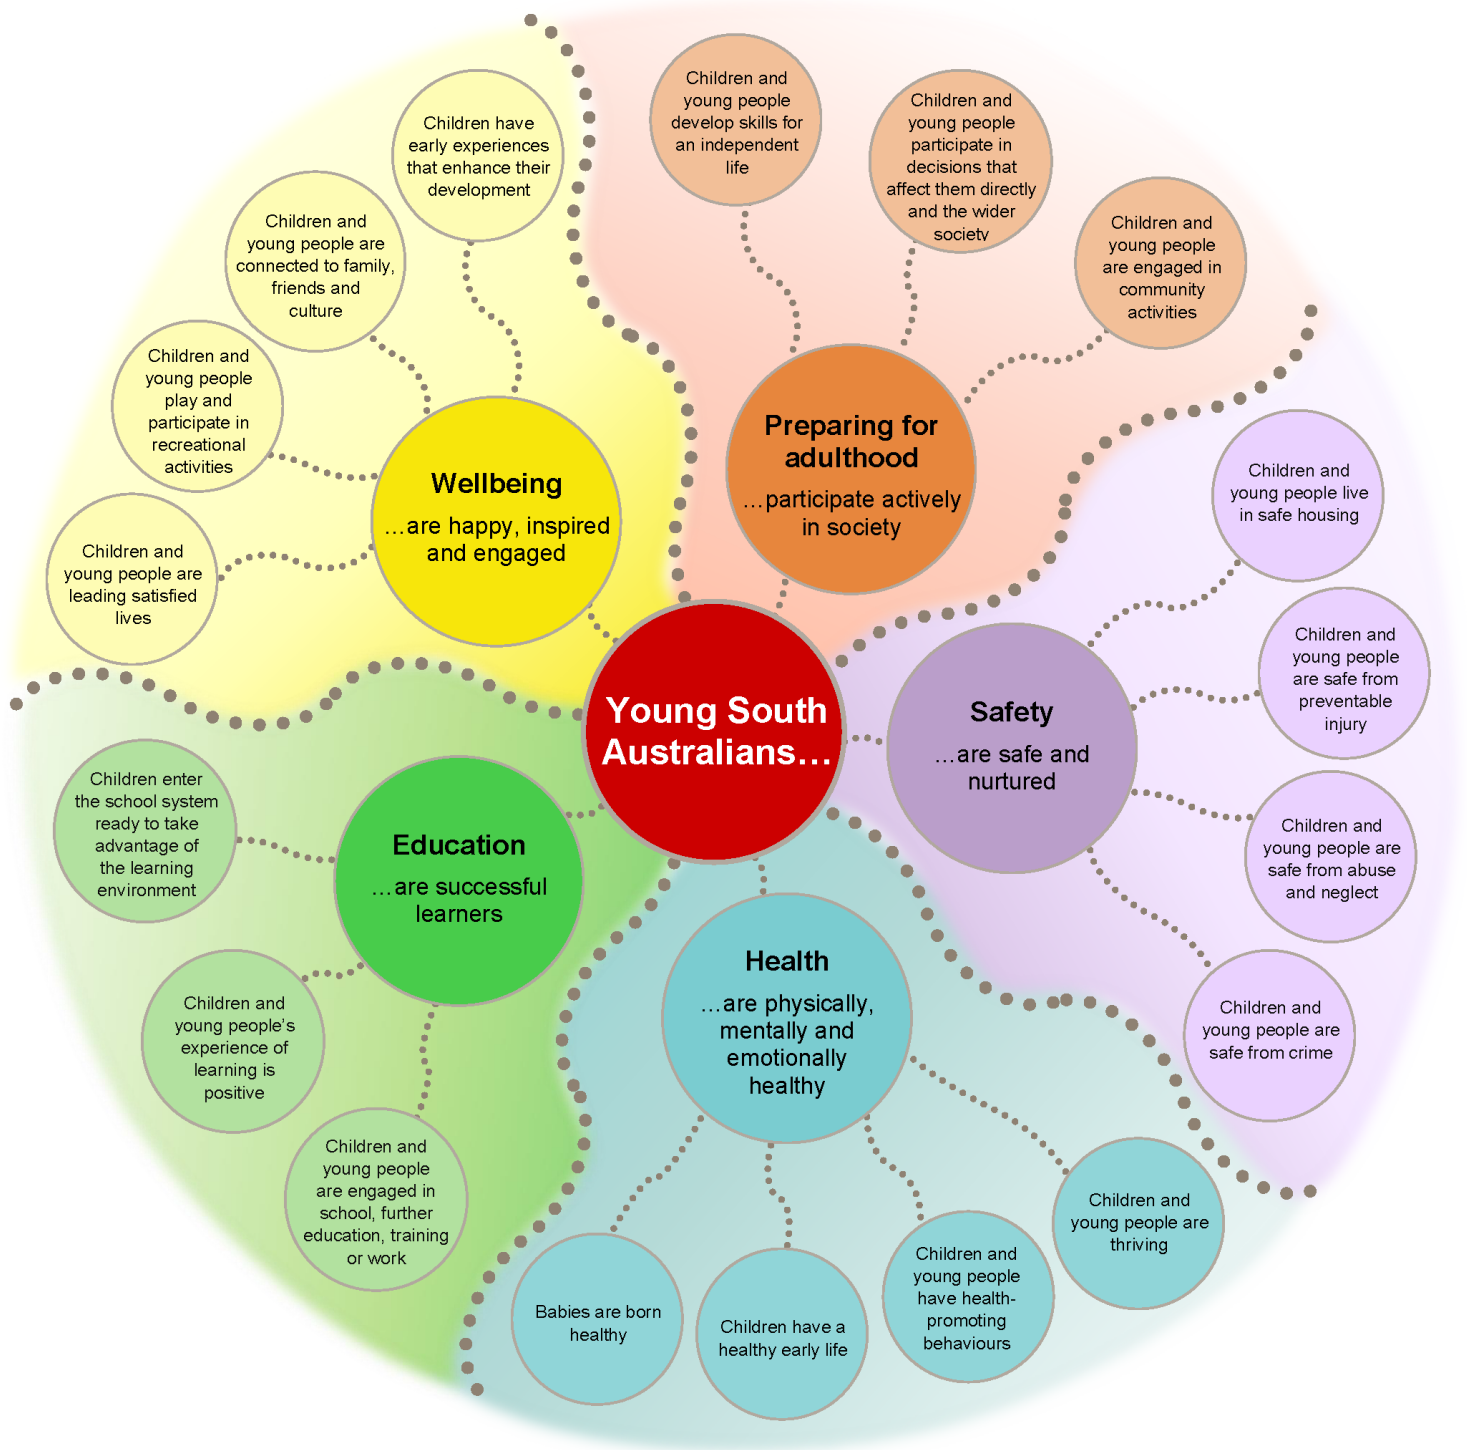 Young South
Australians…
Preparing for
adulthood
…participate actively
in society
Children and
young people
develop skills for
an independent
life
Children and
young people
participate in
decisions that
affect them directly
and the wider
society
Children and
young people
are engaged in
community
activities
Safety
…are safe and
nurtured
Children and
young people live
in safe housing
Children and
young people
are safe from
preventable
injury
Children and
young people are
safe from abuse
and neglect
Children and
young people are
safe from crime
Health
…are physically,
mentally and
emotionally
healthy
Children and
young people are
thriving
Children and
young people
have health-
promoting
behaviours
Children have a
healthy early life
Babies are born
healthy
Education
…are successful
learners
Children and
young people
are engaged in
school, further
education, training
or work
Children and
young people’s
experience of
learning is
positive
Children enter
the school system
ready to take
advantage of
the learning
environment
Wellbeing
…are happy, inspired
and engaged
Children and
young people are
leading satisfied
lives
Children and
young people
play and
participate in
recreational
activities
Children and
young people are
connected to family,
friends and
culture
Children have
early experiences
that enhance their
development